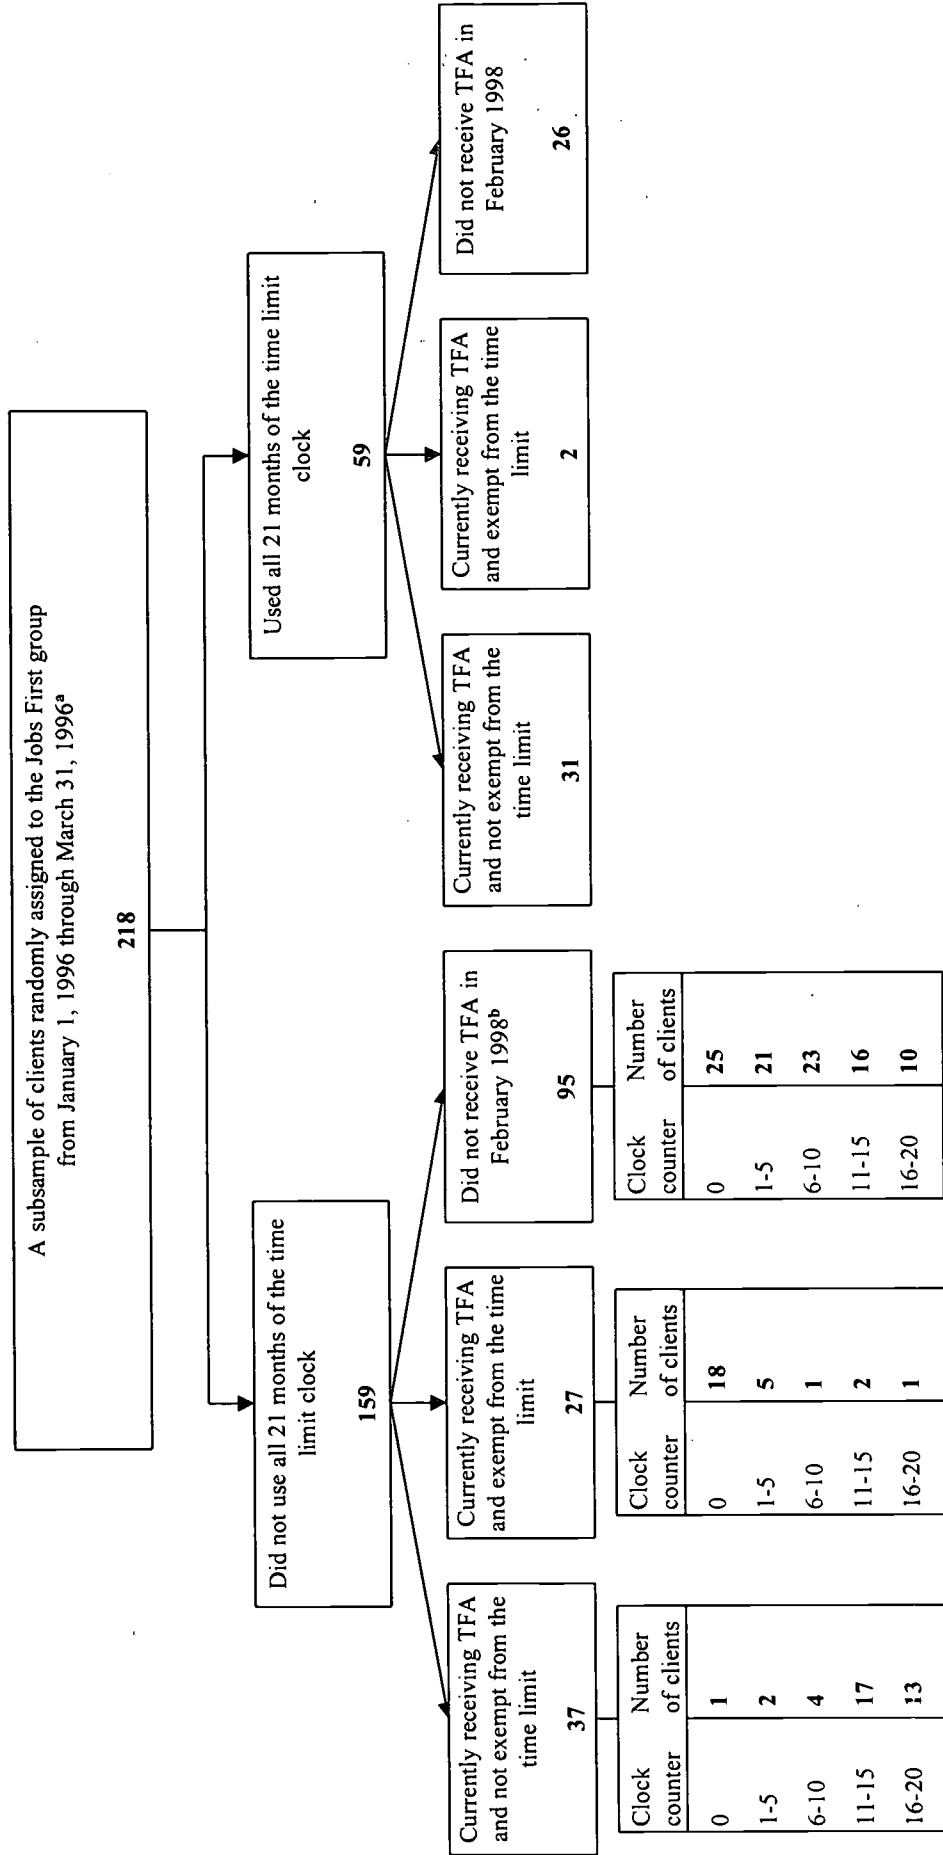 A subsample of clients randomly assigned to the Jobs First group
from January 1, 1996 through March 31, 1996a
218
Did not use all 21 months of the time
limit clock
159
Used all 21 months of the time limit
clock
59
Currently receiving TFA
and not exempt from the
time limit
37
Currently receiving TFA
and exempt from the time
limit
27
Did not receive TFA in
February 1998b
95
Currently receiving TFA
and not exempt from the
time limit
31
Currently receiving TFA
and exempt from the time
limit
2
Did not receive TFA in
February 1998
26
Clock Number
counter of clients
0 1
1-5 2
6-10 4
11-15 17
16-20 13
Clock Number
counter of clients
0 18
1-5 5
6-10 1
11-15 2
16-20 1
Clock Number
counter of clients
0 25
1-5 21
6-10 23
11-15 16
16-20 10